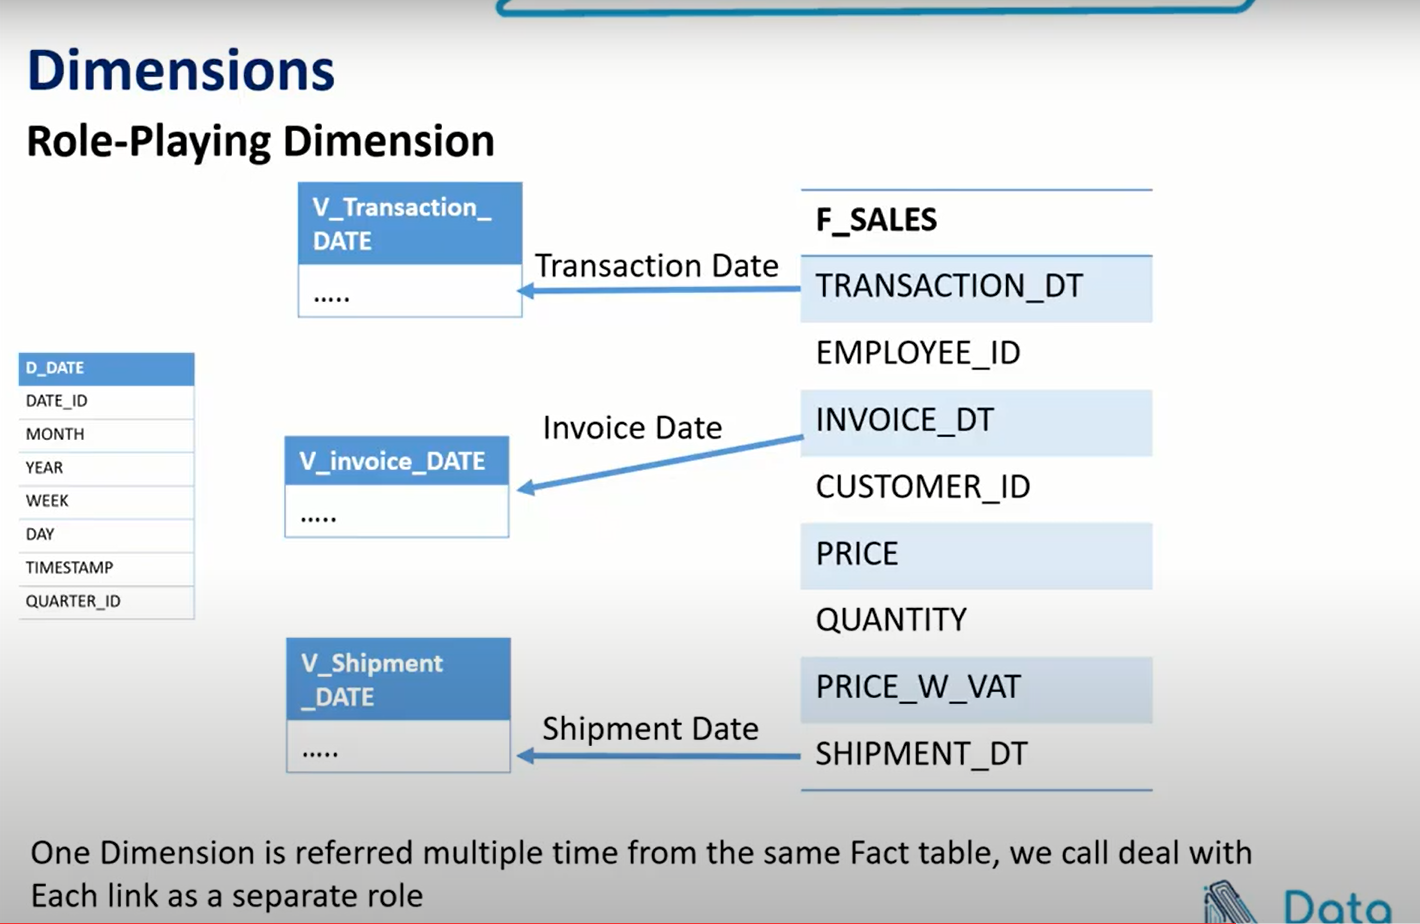 Dimensions
Role-Playing Dimension
V_Transaction_
DATE
.....
Transaction Date
F_SALES
TRANSACTION_DT
EMPLOYEE_ID
INVOICE_DT
CUSTOMER_ID
PRICE
QUANTITY
PRICE_W_VAT
SHIPMENT_DT
D_DATE
DATE_ID
MONTH
YEAR
WEEK
DAY
TIMESTAMP
QUARTER_ID
Invoice Date
V_invoice_DATE
.....
V_Shipment
_DATE
.....
Shipment Date
One Dimension is referred multiple time from the same Fact table, we call deal with
Each link as a separate role
Data